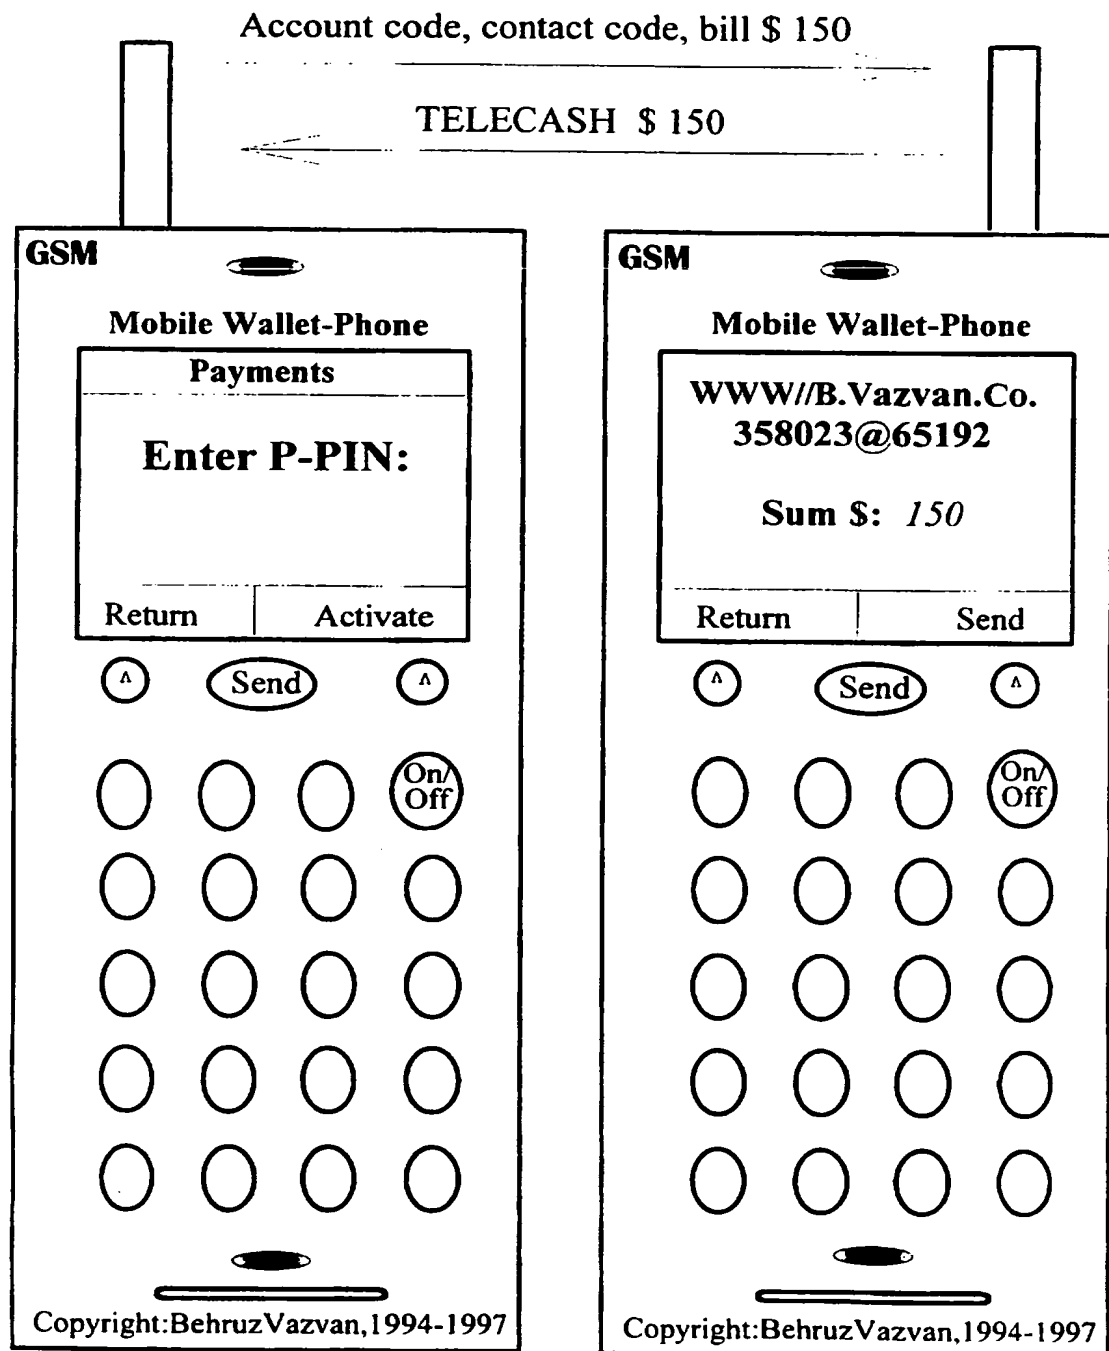 Account code, contact code, bill $ 150
TELECASH $ 150
GSM
Mobile Wallet-Phone
Payments
Enter P-PIN:
Return Activate
^ Send ^
On/
Off
Copyright:BehruzVazvan,1994-1997
GSM
Mobile Wallet-Phone
WWW//B.Vazvan.Co.
358023@65192
Sum $: 150
Return Send
^ Send ^
On/
Off
Copyright:BehruzVazvan,1994-1997